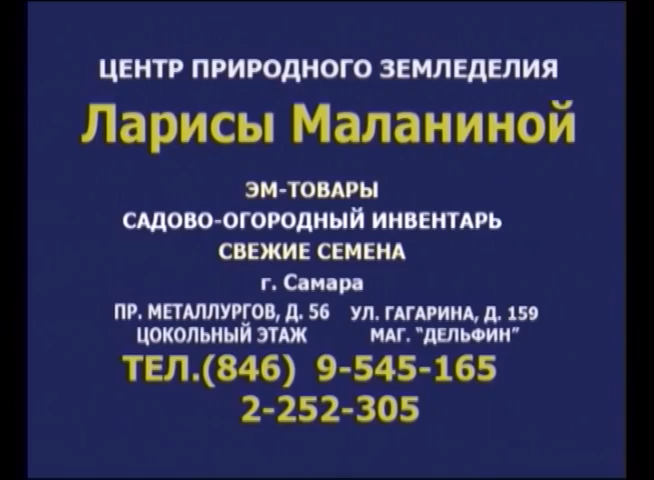 ЦЕНТР ПРИРОДНОГО ЗЕМЛЕДЕЛИЯ
Ларисы Маланиной
ЭМ-ТОВАРЫ
САДОВО-ОГОРОДНЫЙ ИНВЕНТАРЬ
СВЕЖИЕ СЕМЕНА
г. Самара
ПР. МЕТАЛЛУРГОВ, Д. 56 УЛ. ГАГАРИНА, Д. 159
ЦОКОЛЬНЫЙ ЭТАЖ МАГ. "ДЕЛЬФИН"
ТЕЛ.(846) 9-545-165
2-252-305